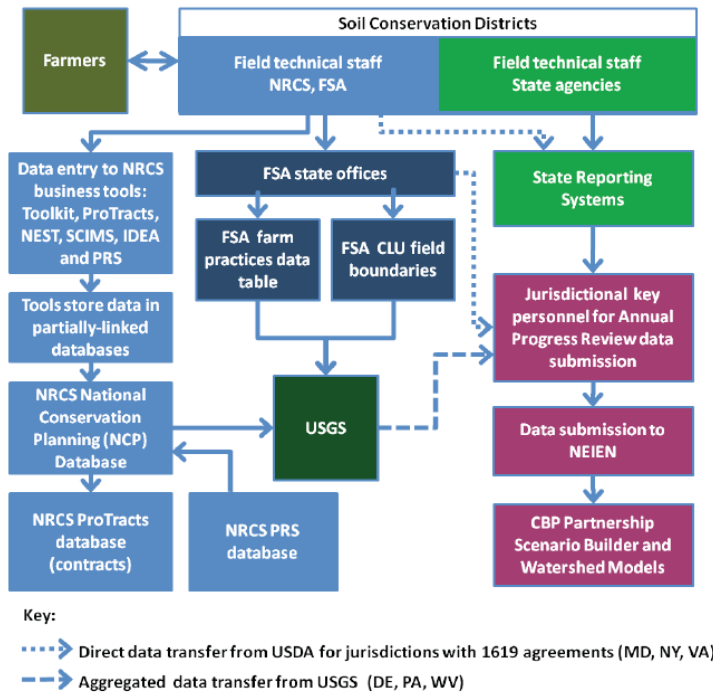 Soil Conservation Districts
Farmers
Field technical staff
NRCS, FSA
Field technical staff
State agencies
Data entry to NRCS
business tools:
Toolkit, ProTracts,
NEST, SCIMS, IDEA
and PRS
FSA state offices
State Reporting
Systems
FSA farm
practices data
table
FSA CLU field
boundaries
Jurisdictional key
personnel for Annual
Progress Review data
submission
Tools store data in
partially-linked
databases
NRCS National
Conservation
Planning (NCP)
Database
USGS
Data submission to
NEIEN
NRCS ProTracts
database
(contracts)
NRCS PRS
database
CBP Partnership
Scenario Builder and
Watershed Models
Key:
Direct data transfer from USDA for jurisdictions with 1619 agreements (MD, NY, VA)
Aggregated data transfer from USGS (DE, PA, WV)